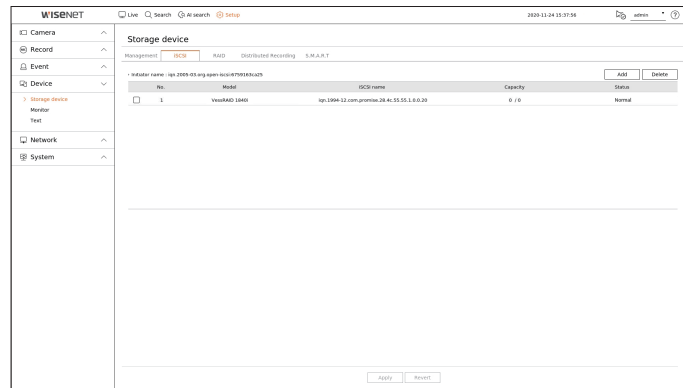 WISENET
Live Search AI search Setup 2020-11-24 15:37:56 admin ?
Camera
Record
Event
Device
Storage device
Monitor
Text
Network
System
Storage device
Management iSCSI RAID Distributed Recording S.M.A.R.T
Initiator name : iqn.2005-03.org.open-iscsi:6759163ca25 Add Delete
No. Model iSCSI name Capacity Status
1 VessRAID 1840i iqn.1994-12.com.promise.28.4c.55.55.1.0.0.20 0 / 0 Normal
Apply Revert